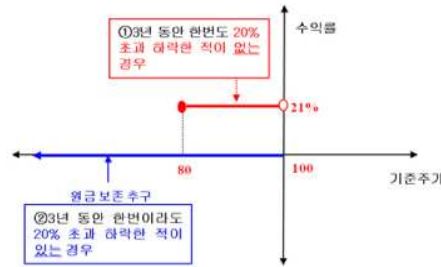 수익률
①3년 동안 한번도 20%
초과 하락한 적이 없는
경우
21%
80
100
기준주가
원금보존추구
②3년 동안 한번이라도
20% 초과 하락한 적이
있는 경우